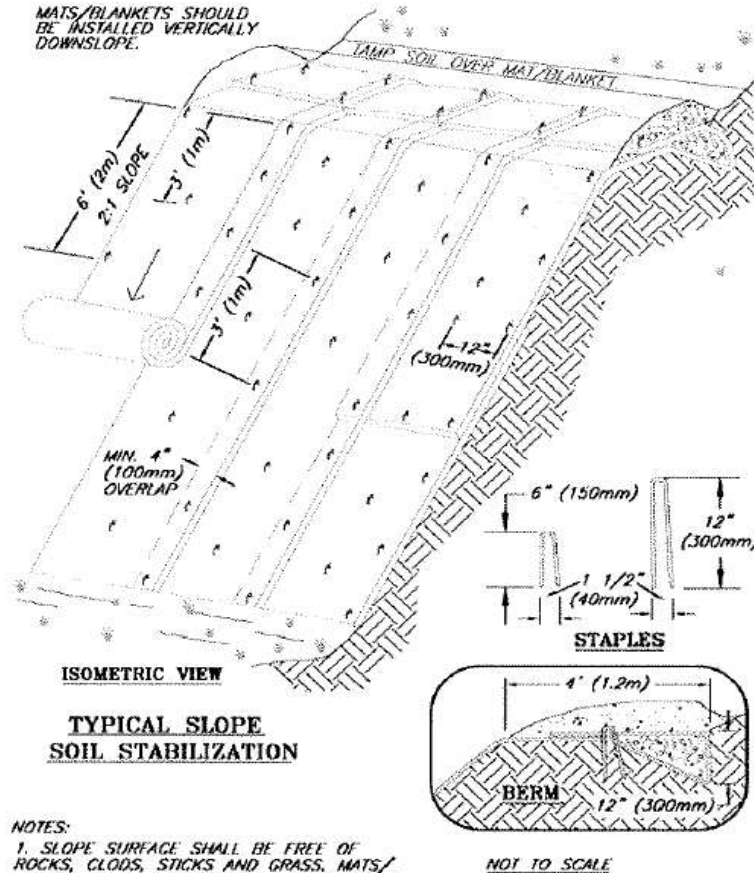 MATS/BLANKETS SHOULD
BE INSTALLED VERTICALLY
DOWNSLOPE.
TAMP SOIL OVER MAT/BLANKET
6' (2m)
2:1 SLOPE
3' (1m)
3' (1m)
12"
(300mm)
MIN. 4"
(100mm)
OVERLAP
6" (150mm)
12"
(300mm)
1 1/2"
(40mm)
STAPLES
ISOMETRIC VIEW
TYPICAL SLOPE
SOIL STABILIZATION
4' (1.2m)
BERM
12" (300mm)
NOTES:
1. SLOPE SURFACE SHALL BE FREE OF
ROCKS, CLODS, STICKS AND GRASS. MATS/
NOT TO SCALE